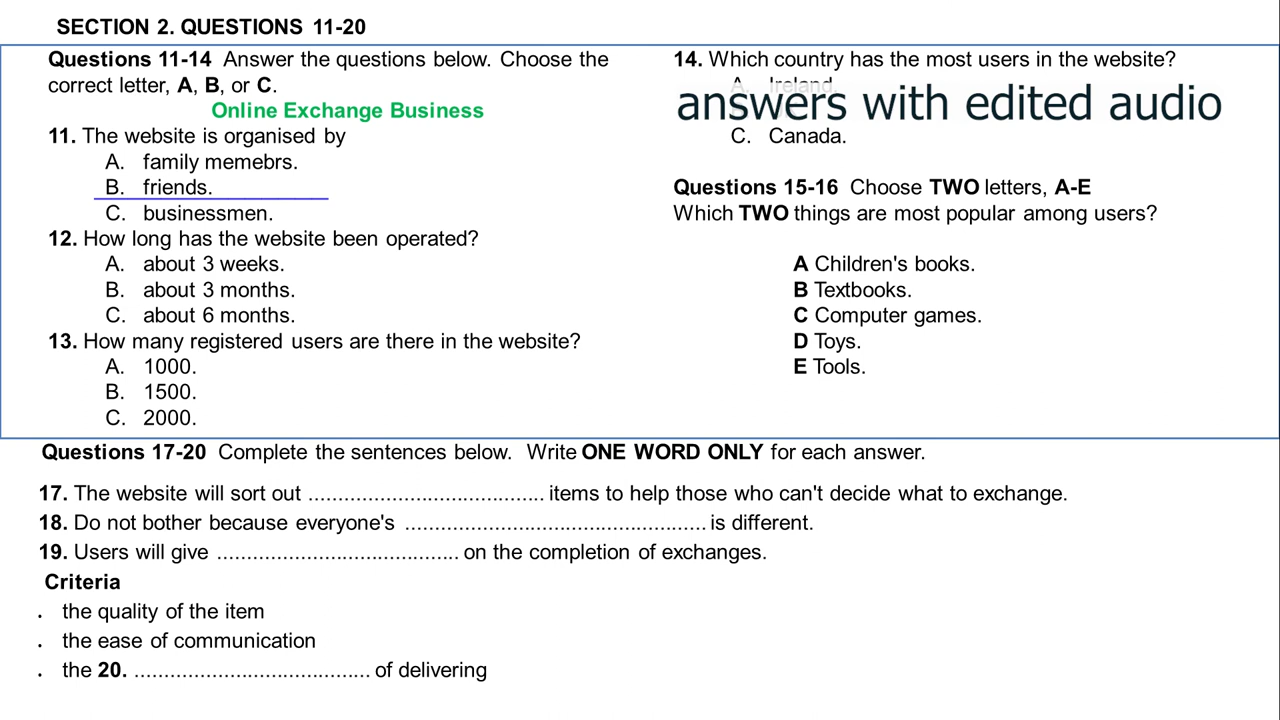 SECTION 2. QUESTIONS 11-20
Questions 11-14 Answer the questions below. Choose the
correct letter, A, B, or C.
Online Exchange Business
11. The website is organised by
A. family memebrs.
B. friends.
C. businessmen.
12. How long has the website been operated?
A. about 3 weeks.
B. about 3 months.
C. about 6 months.
13. How many registered users are there in the website?
A. 1000.
B. 1500.
C. 2000.
14. Which country has the most users in the website?
A. Ireland.
answers with edited audio
C. Canada.
Questions 15-16 Choose TWO letters, A-E
Which TWO things are most popular among users?
A Children's books.
B Textbooks.
C Computer games.
D Toys.
E Tools.
Questions 17-20 Complete the sentences below. Write ONE WORD ONLY for each answer.
17. The website will sort out ........................................ items to help those who can't decide what to exchange.
18. Do not bother because everyone's ................................................... is different.
19. Users will give ......................................... on the completion of exchanges.
Criteria
. the quality of the item
. the ease of communication
. the 20. ........................................ of delivering